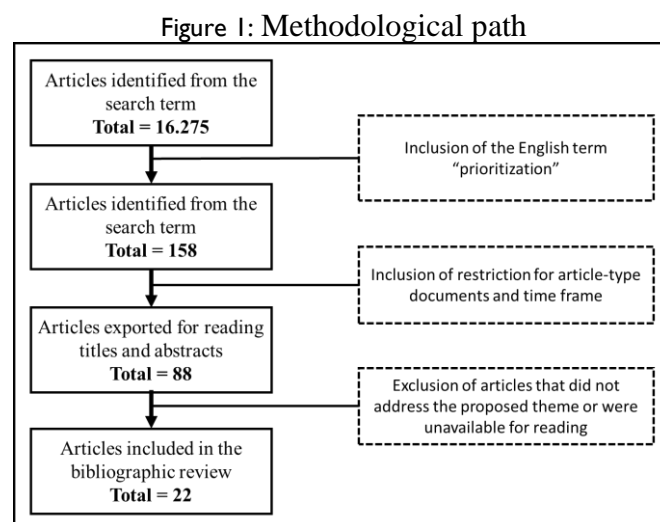 Figure 1: Methodological path
Articles identified from the
search term
Total = 16.275
Inclusion of the English term
“prioritization”
Articles identified from the
search term
Total = 158
Inclusion of restriction for article-type
documents and time frame
Articles exported for reading
titles and abstracts
Total = 88
Exclusion of articles that did not
address the proposed theme or were
unavailable for reading
Articles included in the
bibliographic review
Total = 22